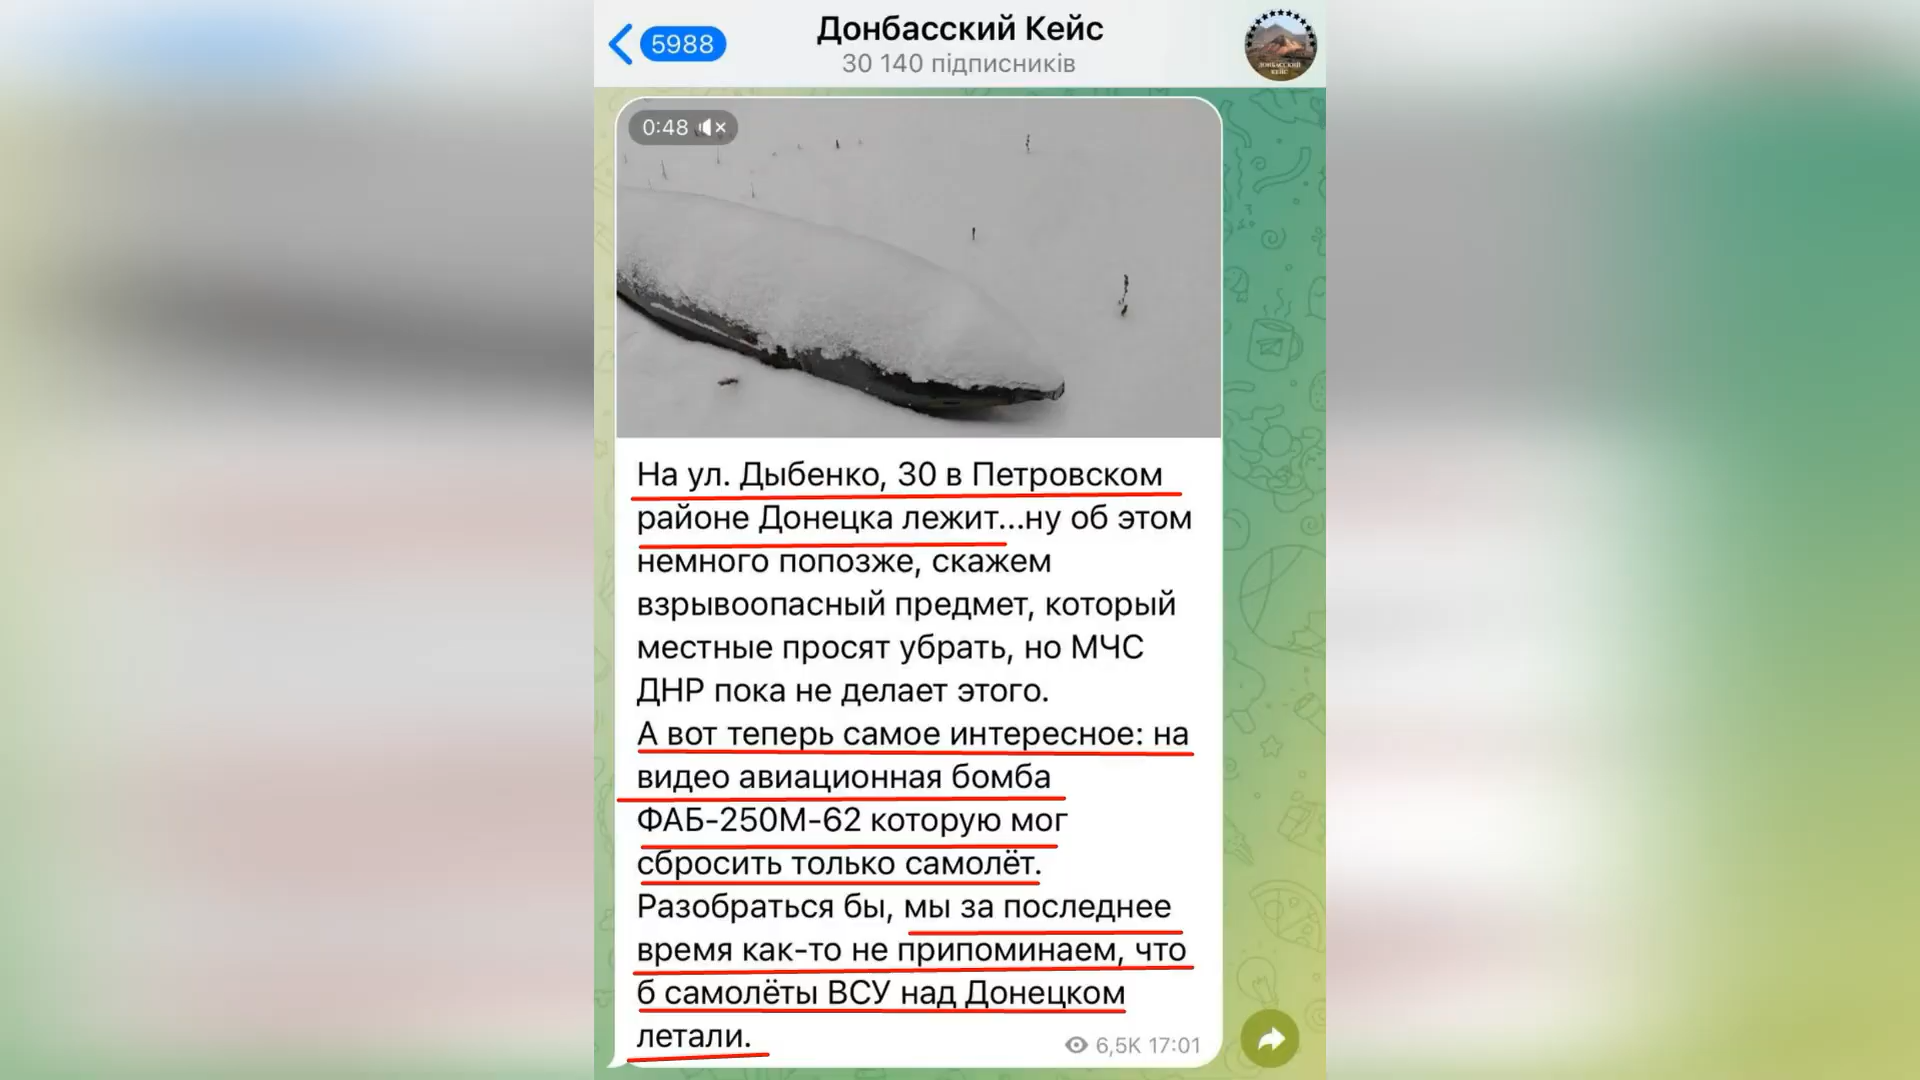 5988
Донбасский Кейс
30 140 підписників
ДОНБАССКИЙ
КЕЙС
0:48
На ул. Дыбенко, 30 в Петровском
районе Донецка лежит...ну об этом
немного попозже, скажем
взрывоопасный предмет, который
местные просят убрать, но МЧС
ДНР пока не делает этого.
А вот теперь самое интересное: на
видео авиационная бомба
ФАБ-250М-62 которую мог
сбросить только самолёт.
Разобраться бы, мы за последнее
время как-то не припоминаем, что
б самолёты ВСУ над Донецком
летали.
6,5K 17:01